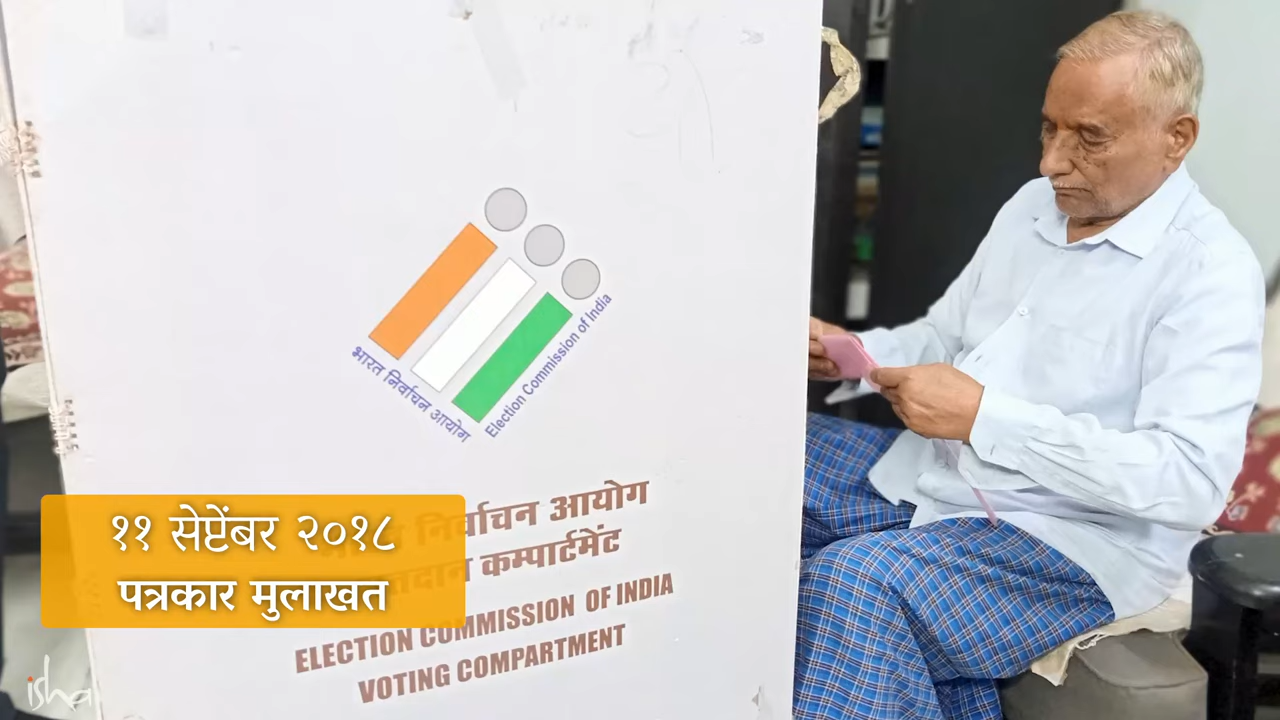 भारत निर्वाचन आयोग
Election Commission of India
निर्वाचन आयोग
कम्पार्टमेंट
ELECTION COMMISSION OF INDIA
VOTING COMPARTMENT
११ सेप्टेंबर २०१८
पत्रकार मुलाखत
isha